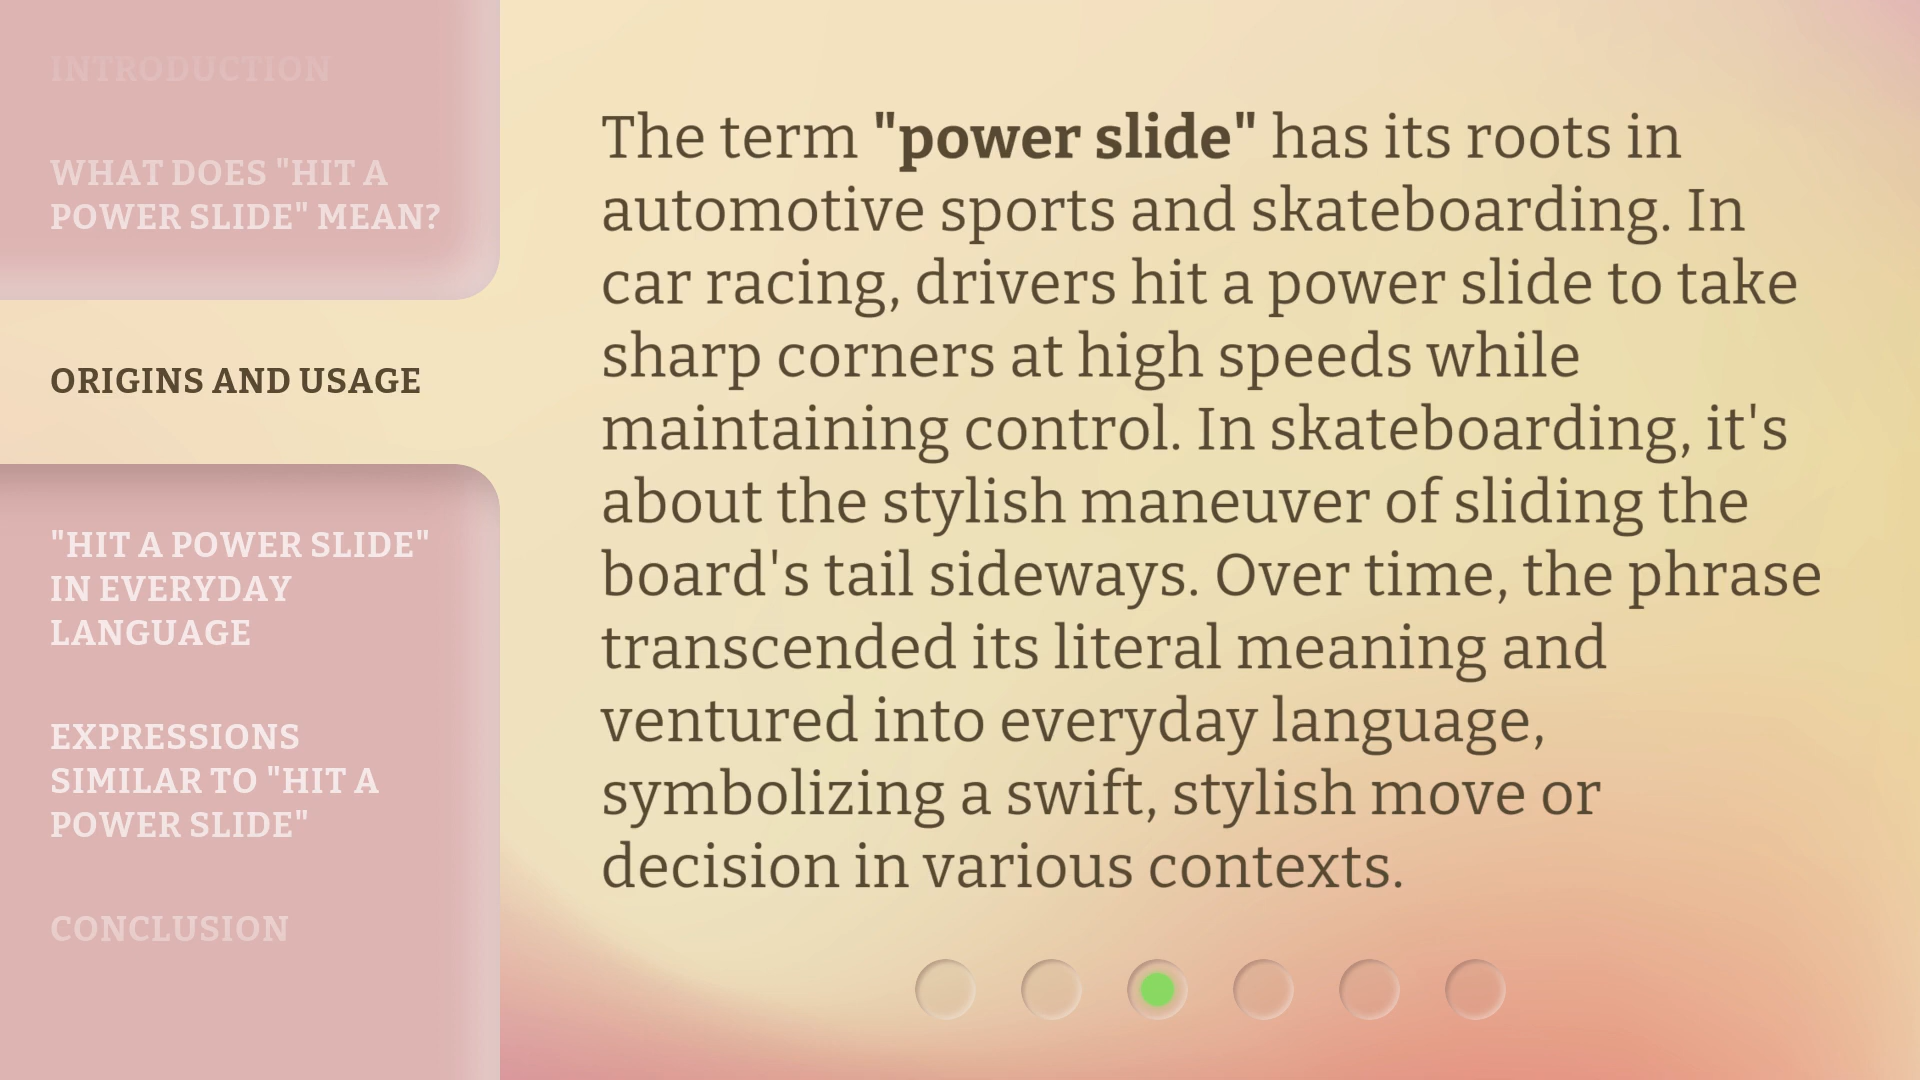 INTRODUCTION
WHAT DOES "HIT A
POWER SLIDE" MEAN?
ORIGINS AND USAGE
"HIT A POWER SLIDE"
IN EVERYDAY
LANGUAGE
EXPRESSIONS
SIMILAR TO "HIT A
POWER SLIDE"
CONCLUSION
The term "power slide" has its roots in
automotive sports and skateboarding. In
car racing, drivers hit a power slide to take
sharp corners at high speeds while
maintaining control. In skateboarding, it's
about the stylish maneuver of sliding the
board's tail sideways. Over time, the phrase
transcended its literal meaning and
ventured into everyday language,
symbolizing a swift, stylish move or
decision in various contexts.